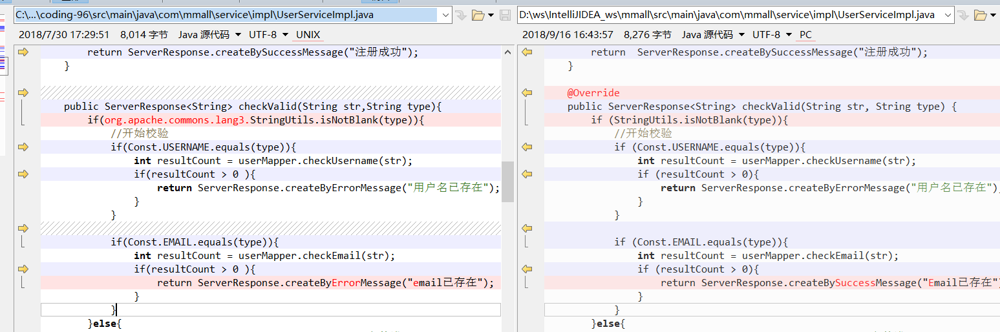 C:\...\coding-96\src\main\java\com\mmall\service\impl\UserServiceImpl.java
2018/7/30 17:29:51 8,014 字节 Java 源代码 UTF-8 UNIX
return ServerResponse.createBySuccessMessage("注册成功");
}
public ServerResponse<String> checkValid(String str,String type){
if(org.apache.commons.lang3.StringUtils.isNotBlank(type)){
//开始校验
if(Const.USERNAME.equals(type)){
int resultCount = userMapper.checkUsername(str);
if(resultCount > 0 ){
return ServerResponse.createByErrorMessage("用户名已存在");
}
}
if(Const.EMAIL.equals(type)){
int resultCount = userMapper.checkEmail(str);
if(resultCount > 0 ){
return ServerResponse.createByErrorMessage("email已存在");
}
}
}else{
D:\ws\IntelliJIDEA_ws\mmall\src\main\java\com\mmall\service\impl\UserServiceImpl.java
2018/9/16 16:43:57 8,276 字节 Java 源代码 UTF-8 PC
return  ServerResponse.createBySuccessMessage("注册成功");
}
@Override
public ServerResponse<String> checkValid(String str, String type) {
if (StringUtils.isNotBlank(type)){
//开始校验
if (Const.USERNAME.equals(type)){
int resultCount = userMapper.checkUsername(str);
if (resultCount > 0){
return ServerResponse.createByErrorMessage("用户名已存在")
}
}
if (Const.EMAIL.equals(type)){
int resultCount = userMapper.checkEmail(str);
if (resultCount > 0){
return ServerResponse.createBySuccessMessage("Email已存在"
}
}
}else{